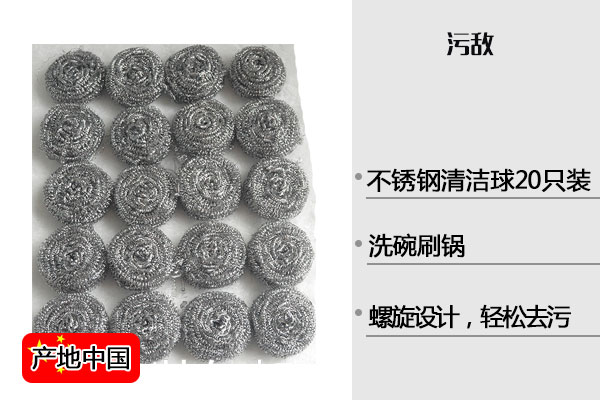 污敌
不锈钢清洁球20只装
洗碗刷锅
螺旋设计，轻松去污
产地中国